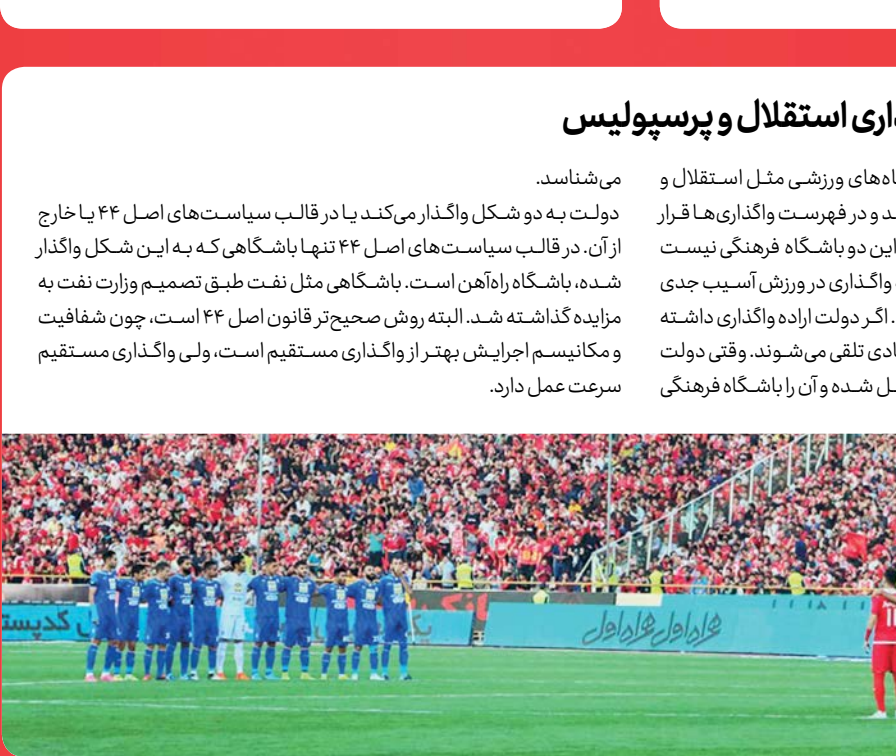 استقلال و پرسپولیس
ورزشی مثل استقلال و
و در فهرست واگذاری‌ها قرار
این دو باشگاه فرهنگی نیست
واگذاری در ورزش آسیب جدی
. اگر دولت اراده واگذاری داشته
تلقی می‌شوند. وقتی دولت
شده و آن را باشگاه فرهنگی
می‌شناسد.
دولت به دو شکل واگذار می‌کند یا در قالب سیاست‌های اصل ۴۴ یا خارج
از آن. در قالب سیاست‌های اصل ۴۴ تنها باشگاهی که به این شکل واگذار
شده، باشگاه راه‌آهن است. باشگاهی مثل نفت طبق تصمیم وزارت نفت به
مزایده گذاشته شد. البته روش صحیح‌تر قانون اصل ۴۴ است، چون شفافیت
و مکانیسم اجرایش بهتر از واگذاری مستقیم است، ولی واگذاری مستقیم
سرعت عمل دارد.
همراه اول همراه اول